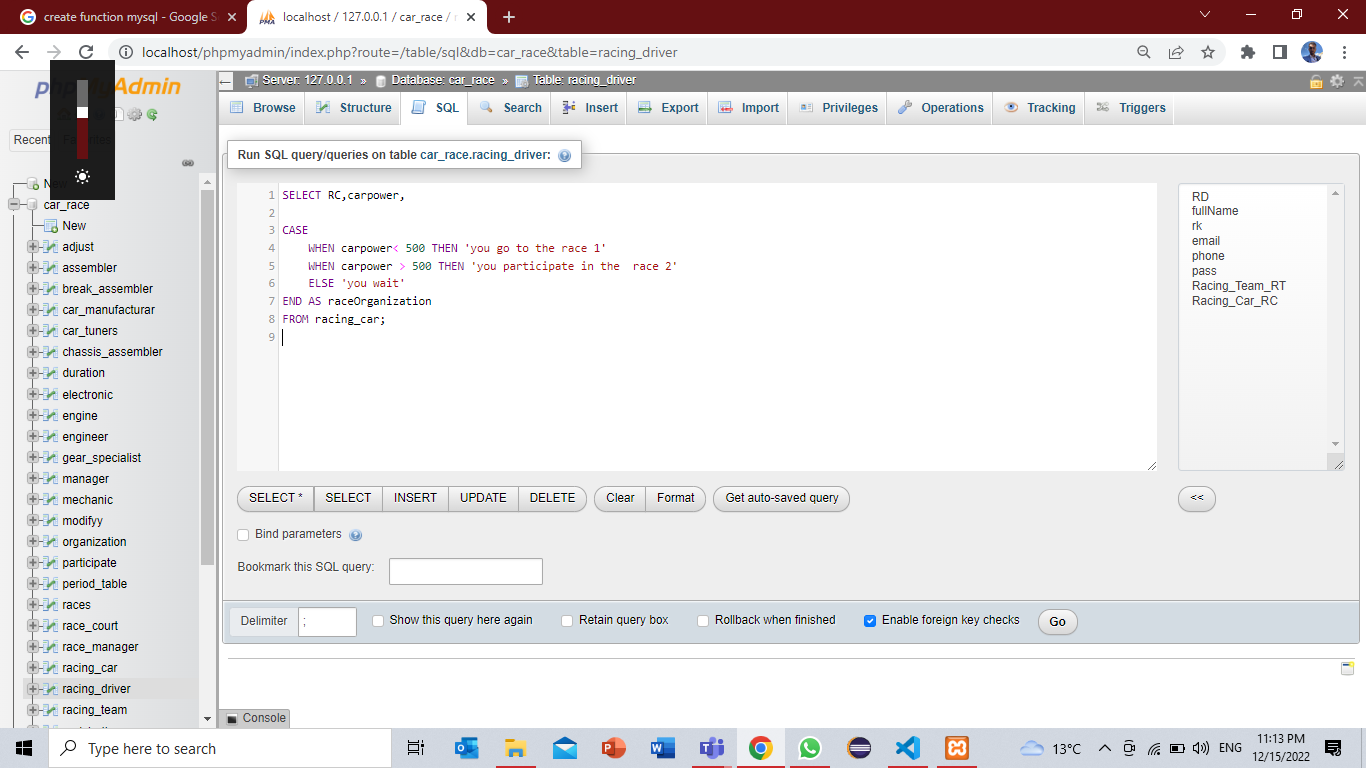 create function mysql - Google S
localhost / 127.0.0.1 / car_race / r
localhost/phpmyadmin/index.php?route=/table/sql&db=car_race&table=racing_driver
Server: 127.0.0.1 » Database: car_race » Table: racing_driver
Browse Structure SQL Search Insert Export Import Privileges Operations Tracking Triggers
Admin
Recent
New
car_race
New
adjust
assembler
break_assembler
car_manufacturar
car_tuners
chassis_assembler
duration
electronic
engine
engineer
gear_specialist
manager
mechanic
modifyy
organization
participate
period_table
races
race_court
race_manager
racing_car
racing_driver
racing_team
Run SQL query/queries on table car_race.racing_driver:
1 SELECT RC,carpower,
2
3 CASE
4 WHEN carpower< 500 THEN 'you go to the race 1'
5 WHEN carpower > 500 THEN 'you participate in the  race 2'
6 ELSE 'you wait'
7 END AS raceOrganization
8 FROM racing_car;
9
RD
fullName
rk
email
phone
pass
Racing_Team_RT
Racing_Car_RC
SELECT * SELECT INSERT UPDATE DELETE Clear Format Get auto-saved query <<
Bind parameters
Bookmark this SQL query:
Delimiter ; Show this query here again Retain query box Rollback when finished Enable foreign key checks Go
Console
Type here to search
13°C ENG
11:13 PM
12/15/2022